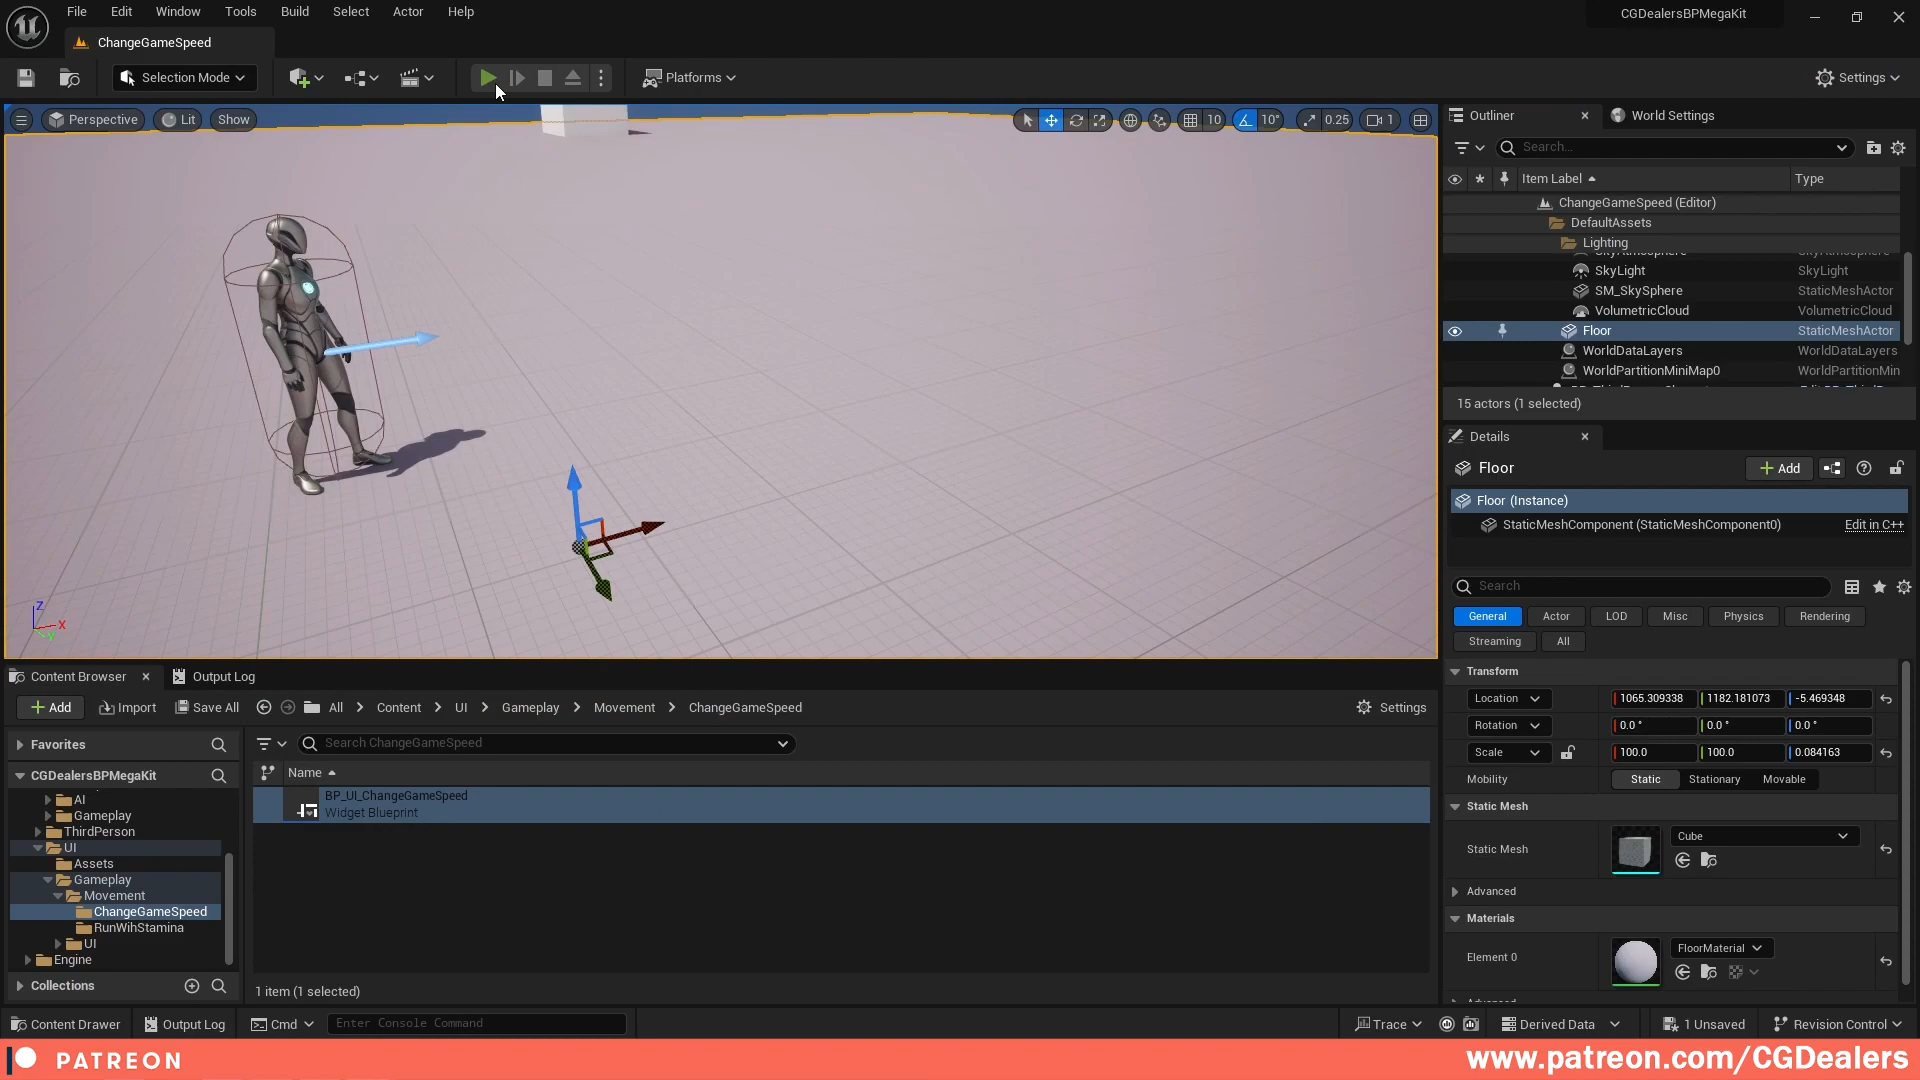 File Edit Window Tools Build Select Actor Help
CGDealersBPMegaKit
ChangeGameSpeed
Selection Mode
Platforms
Settings
Perspective
Lit
Show
10
10°
0.25
1
Z
X
Y
Outliner
World Settings
Search...
Item Label
Type
ChangeGameSpeed (Editor)
DefaultAssets
Lighting
SkyLight SkyLight
SM_SkySphere StaticMeshActor
VolumetricCloud VolumetricCloud
Floor StaticMeshActor
WorldDataLayers WorldDataLayers
WorldPartitionMiniMap0 WorldPartitionMin
15 actors (1 selected)
Details
Floor
Add
Floor (Instance)
StaticMeshComponent (StaticMeshComponent0) Edit in C++
Search
General Actor LOD Misc Physics Rendering
Streaming All
Transform
Location 1065.309338 1182.181073 -5.469348
Rotation 0.0 ° 0.0 ° 0.0 °
Scale 100.0 100.0 0.084163
Mobility Static Stationary Movable
Static Mesh
Static Mesh Cube
Advanced
Materials
Element 0 FloorMaterial
Content Browser
Output Log
Add Import Save All All Content UI Gameplay Movement ChangeGameSpeed Settings
Favorites
CGDealersBPMegaKit
AI
Gameplay
ThirdPerson
UI
Assets
Gameplay
Movement
ChangeGameSpeed
RunWihStamina
UI
Engine
Collections
Search ChangeGameSpeed
Name
BP_UI_ChangeGameSpeed
Widget Blueprint
1 item (1 selected)
Content Drawer Output Log Cmd Enter Console Command Trace Derived Data 1 Unsaved Revision Control
PATREON
www.patreon.com/CGDealers